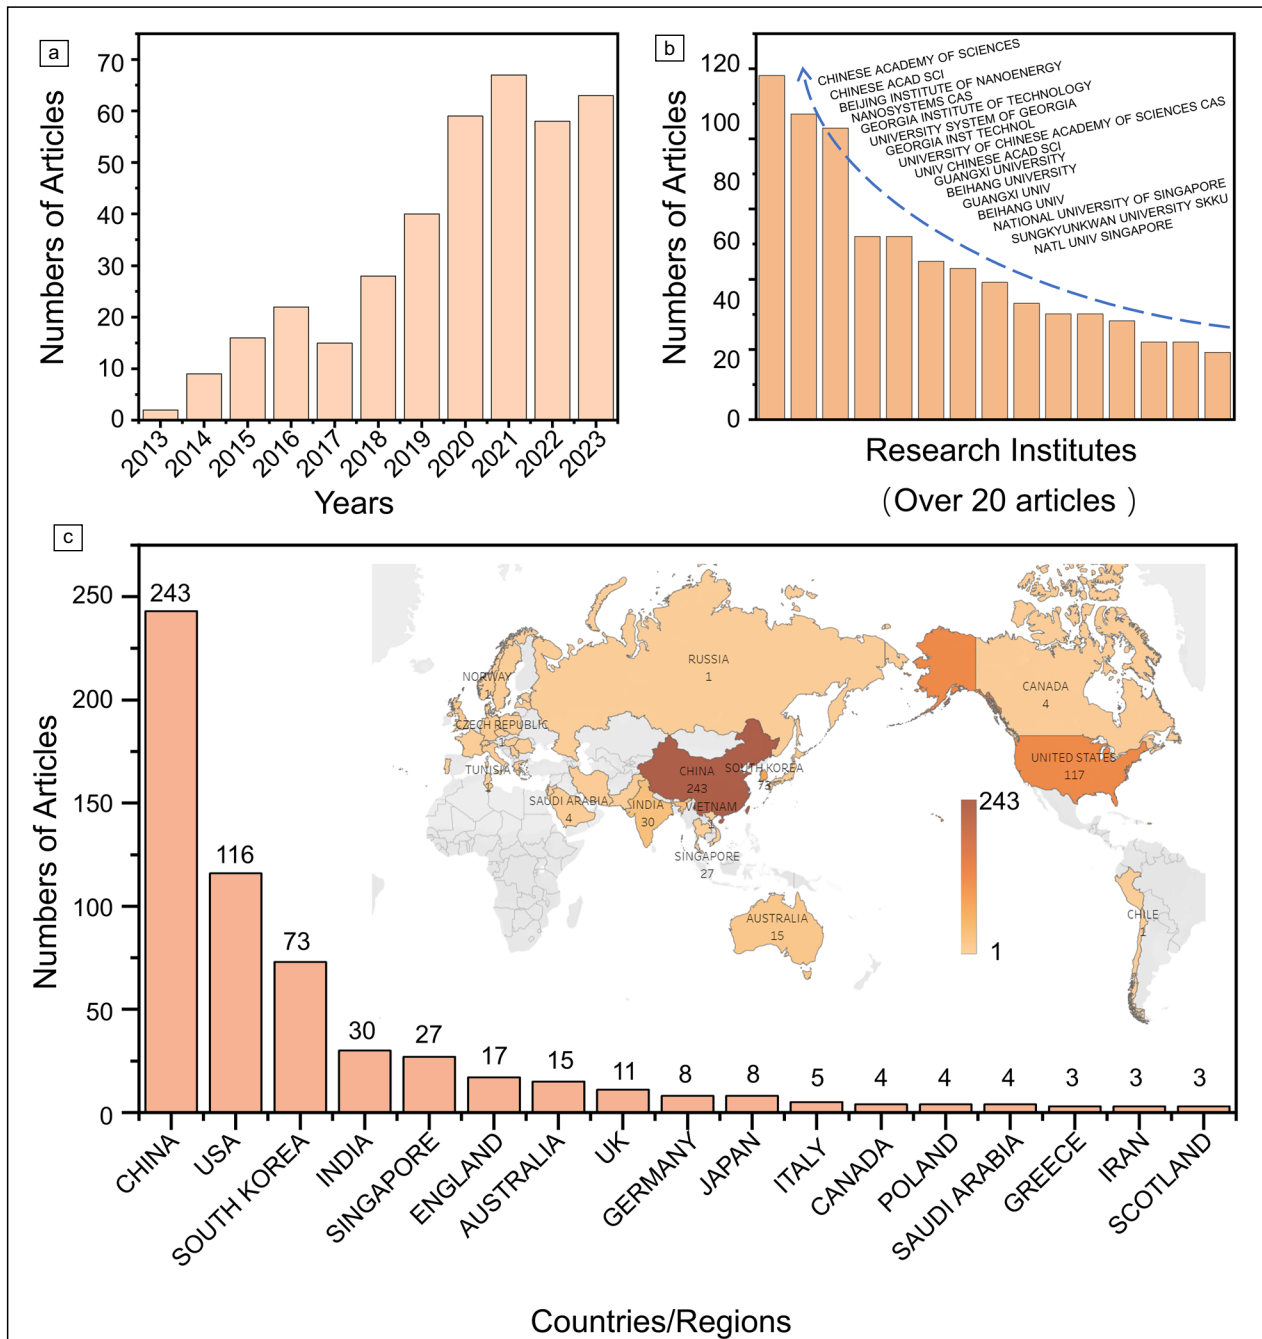 a
Numbers of Articles
70
60
50
40
30
20
10
0
2013
2014
2015
2016
2017
2018
2019
2020
2021
2022
2023
Years
b
Numbers of Articles
120
100
80
60
40
20
0
CHINESE ACADEMY OF SCIENCES
CHINESE ACAD SCI
BEIJING INSTITUTE OF NANOENERGY
NANOSYSTEMS CAS
GEORGIA INSTITUTE OF TECHNOLOGY
UNIVERSITY SYSTEM OF GEORGIA
GEORGIA INST TECHNOL
UNIVERSITY OF CHINESE ACADEMY OF SCIENCES CAS
UNIV CHINESE ACAD SCI
GUANGXI UNIVERSITY
BEIHANG UNIVERSITY
GUANGXI UNIV
BEIHANG UNIV
NATIONAL UNIVERSITY OF SINGAPORE
SUNGKYUNKWAN UNIVERSITY SKKU
NATL UNIV SINGAPORE
Research Institutes
(Over 20 articles )
c
Numbers of Articles
250
200
150
100
50
0
243
116
73
30
27
17
15
11
8
8
5
4
4
4
3
3
3
RUSSIA
1
NORWAY
1
CANADA
4
CZECH REPUBLIC
1
UNITED STATES
117
TUNISIA
1
CHINA
243
SOUTH KOREA
73
SAUDI ARABIA
4
INDIA
30
VIETNAM
1
SINGAPORE
27
AUSTRALIA
15
CHILE
1
243
1
CHINA
USA
SOUTH KOREA
INDIA
SINGAPORE
ENGLAND
AUSTRALIA
UK
GERMANY
JAPAN
ITALY
CANADA
POLAND
SAUDI ARABIA
GREECE
IRAN
SCOTLAND
Countries/Regions